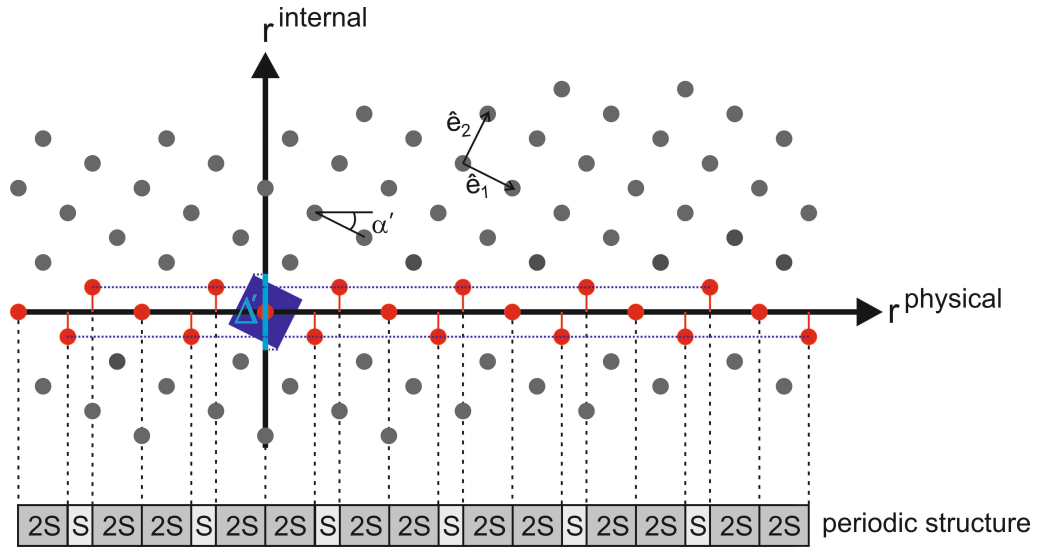 r internal
ê₂
ê₁
α′
Δ′
r physical
2S S 2S 2S S 2S 2S S 2S 2S S 2S 2S S 2S 2S S 2S 2S S 2S periodic structure